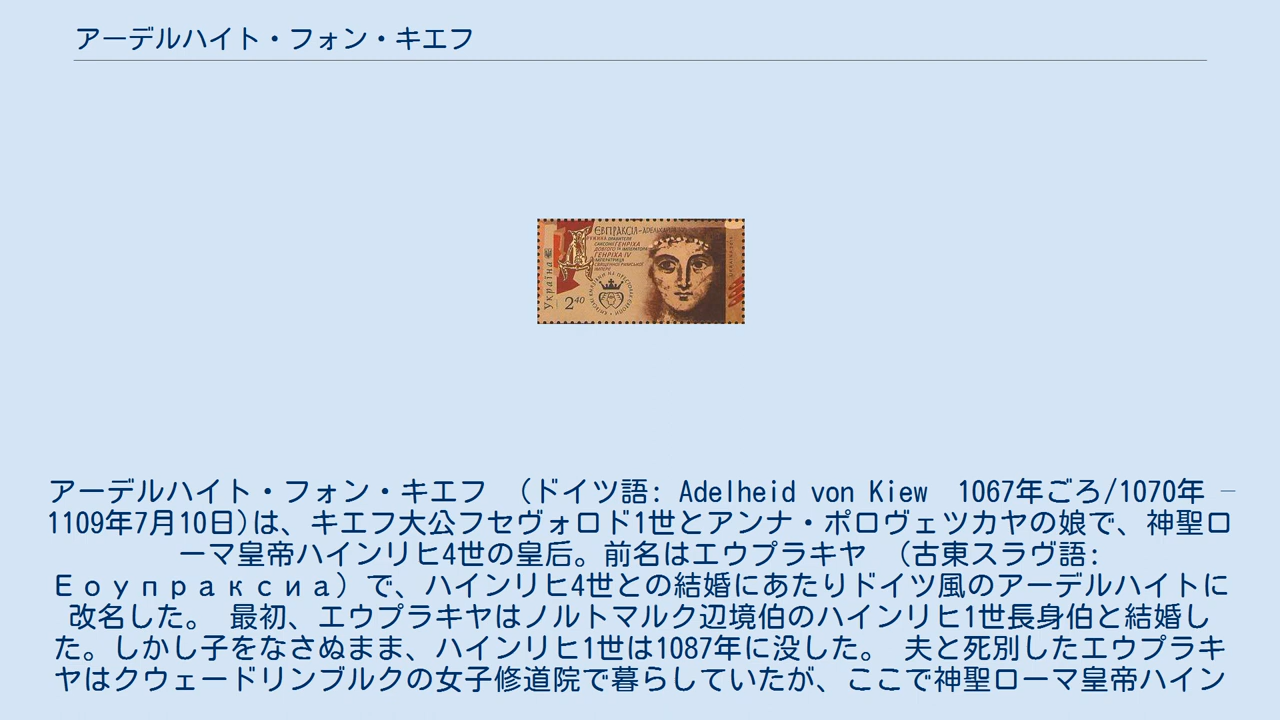 アーデルハイト・フォン・キエフ
ЄВПРАКСІЯ-АДЕЛЬХАЙДА
ГЕНРІХА
ГЕНРІХА IV
Україна
2⁴⁰
アーデルハイト・フォン・キエフ （ドイツ語: Adelheid von Kiew 1067年ごろ/1070年 –
1109年7月10日)は、キエフ大公フセヴォロド1世とアンナ・ポロヴェツカヤの娘で、神聖ロ
ーマ皇帝ハインリヒ4世の皇后。前名はエウプラキヤ （古東スラヴ語:
Еоупраксиа）で、ハインリヒ4世との結婚にあたりドイツ風のアーデルハイトに
改名した。 最初、エウプラキヤはノルトマルク辺境伯のハインリヒ1世長身伯と結婚し
た。しかし子をなさぬまま、ハインリヒ1世は1087年に没した。 夫と死別したエウプラキ
ヤはクウェードリンブルクの女子修道院で暮らしていたが、ここで神聖ローマ皇帝ハイン